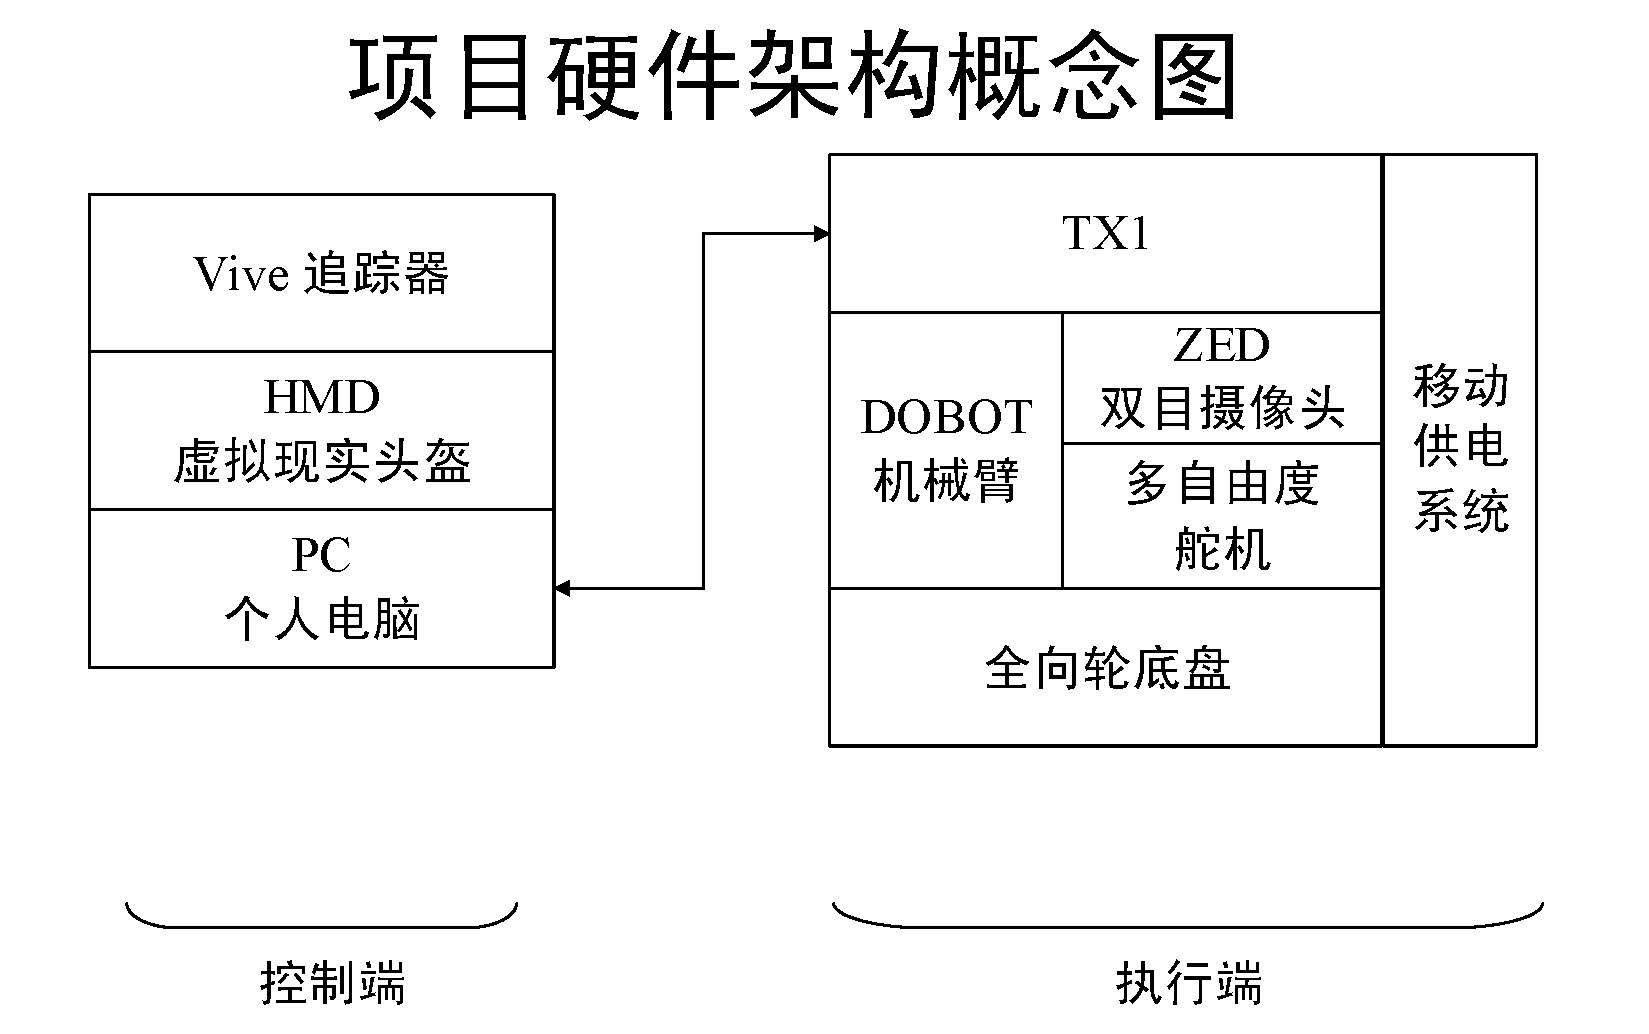 项目硬件架构概念图
Vive 追踪器
HMD
虚拟现实头盔
PC
个人电脑
控制端
TX1
DOBOT
机械臂
ZED
双目摄像头
多自由度
舵机
全向轮底盘
移动
供电
系统
执行端